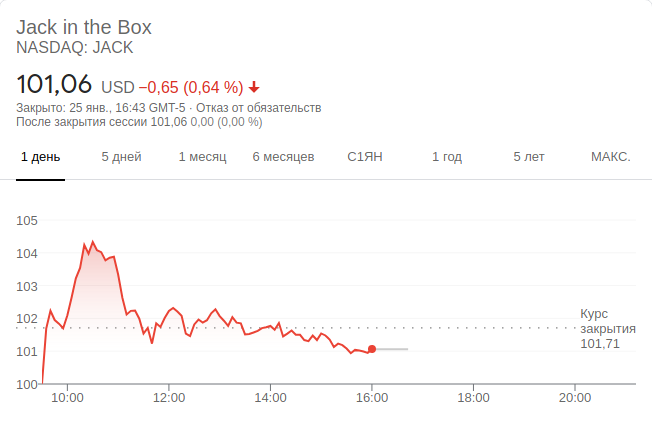 Jack in the Box
NASDAQ: JACK
101,06 USD −0,65 (0,64 %)
Закрыто: 25 янв., 16:43 GMT-5 · Отказ от обязательств
После закрытия сессии 101,06 0,00 (0,00 %)
1 день 5 дней 1 месяц 6 месяцев С1ЯН 1 год 5 лет МАКС.
105
104
103
102
101
100
Курс
закрытия
101,71
10:00 12:00 14:00 16:00 18:00 20:00